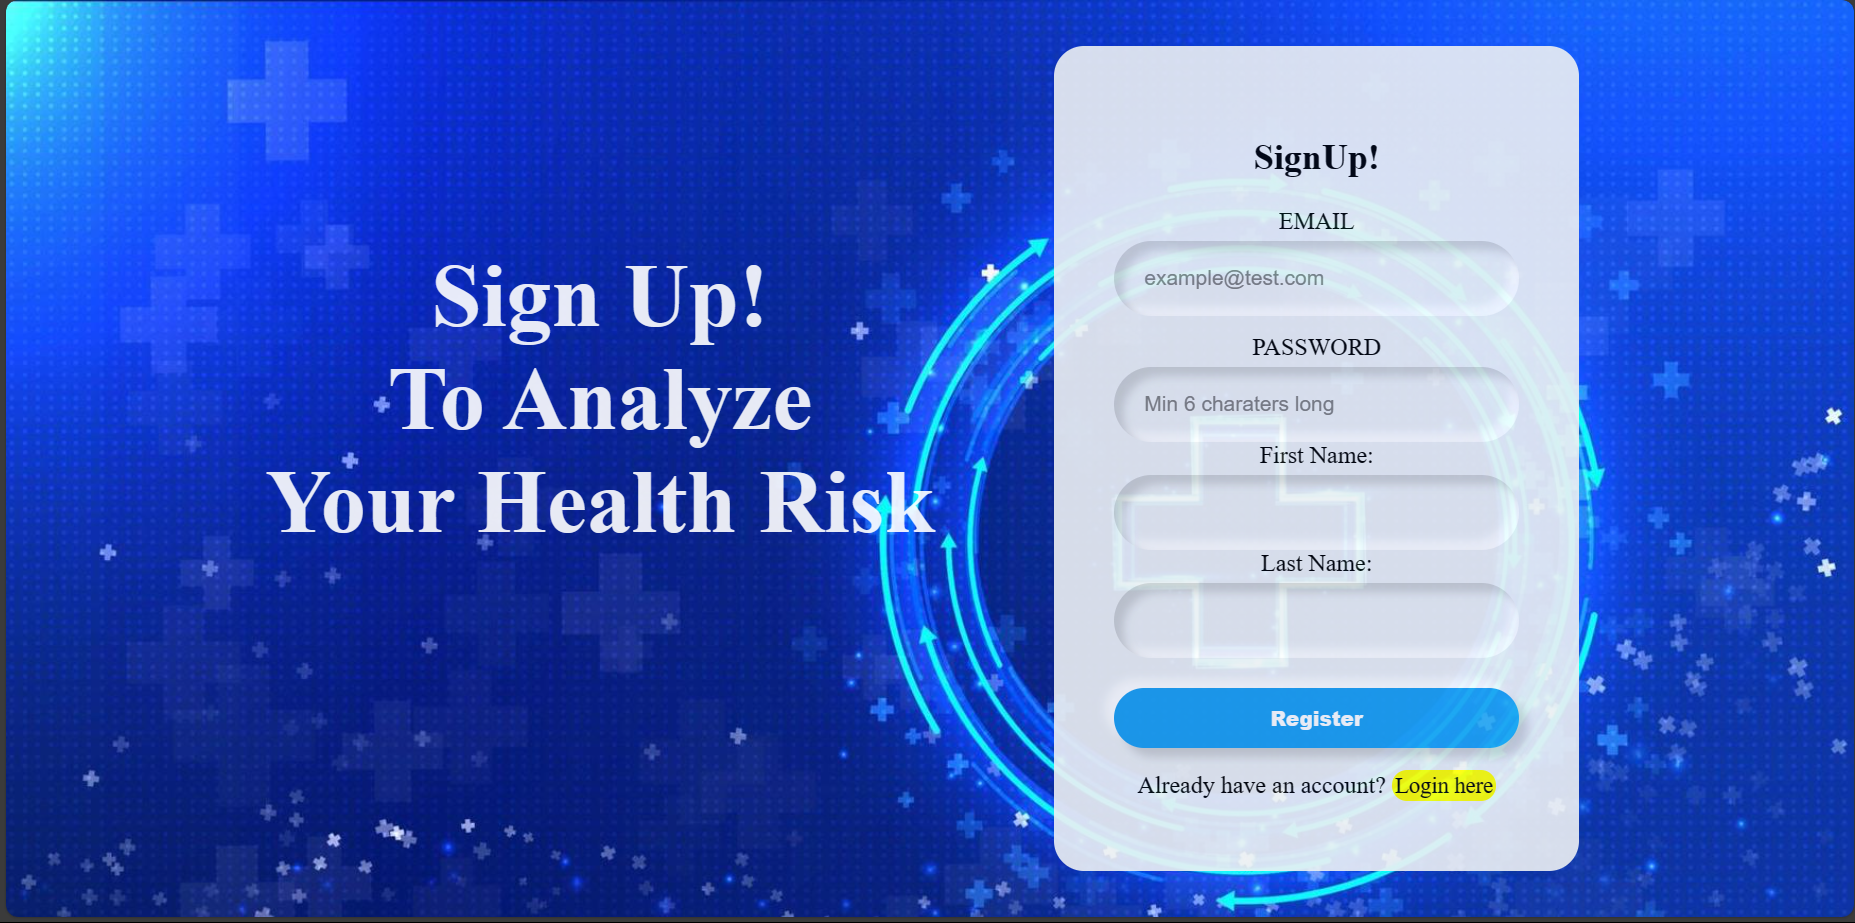 Sign Up!
To Analyze
Your Health Risk
SignUp!
EMAIL
example@test.com
PASSWORD
Min 6 charaters long
First Name:
Last Name:
Register
Already have an account? Login here